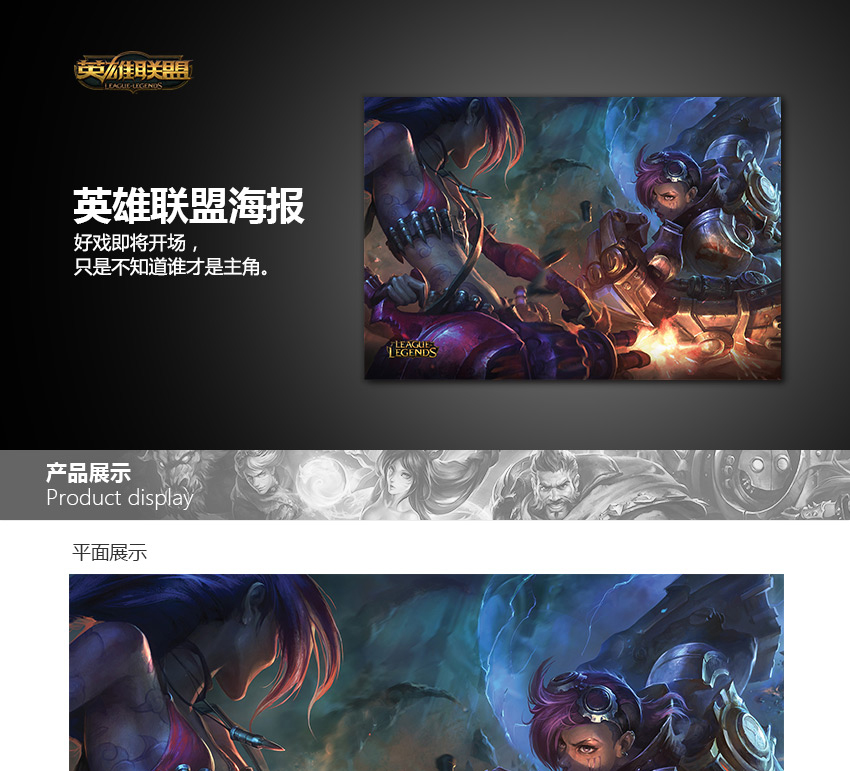 英雄联盟
LEAGUE OF LEGENDS
英雄联盟海报
好戏即将开场，
只是不知道谁才是主角。
LEAGUE OF
LEGENDS
产品展示
Product display
平面展示